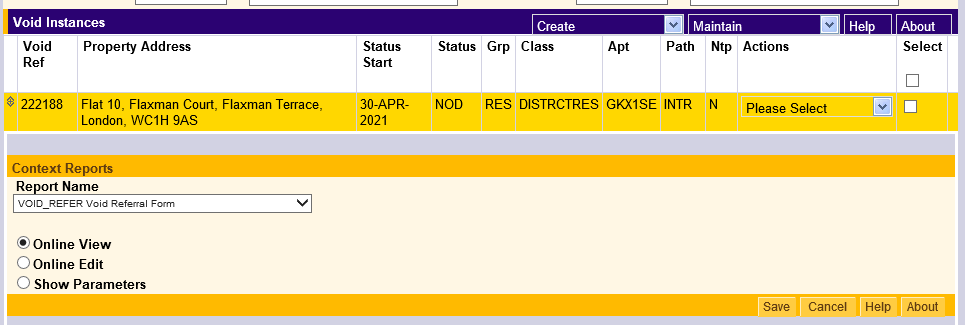 Void Instances Create Maintain Help About
Void Ref Property Address Status Start Status Grp Class Apt Path Ntp Actions Select
222188 Flat 10, Flaxman Court, Flaxman Terrace, London, WC1H 9AS 30-APR-2021 NOD RES DISTRCTRES GKX1SE INTR N Please Select
Context Reports
Report Name
VOID_REFER Void Referral Form
Online View
Online Edit
Show Parameters
Save Cancel Help About